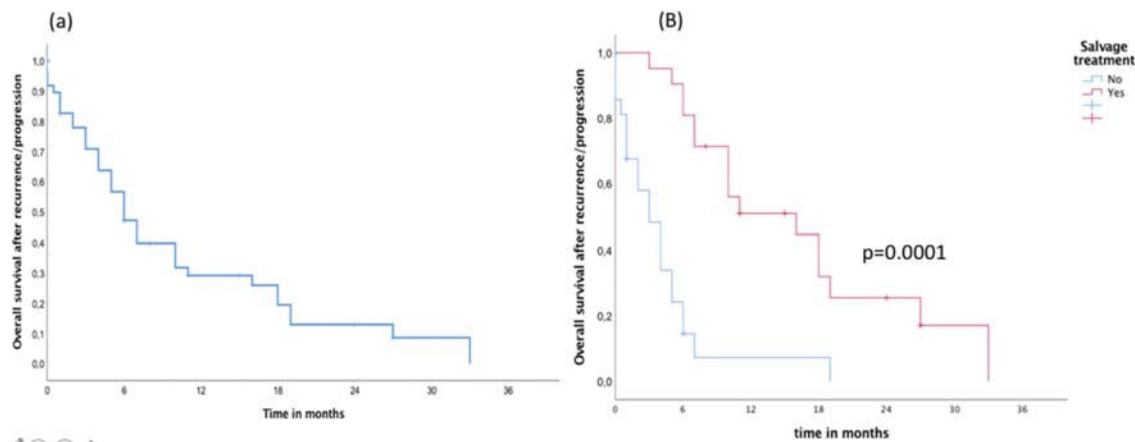 (a)
Overall survival after recurrence/progression
1,0
0,9
0,8
0,7
0,6
0,5
0,4
0,3
0,2
0,1
0,0
0 6 12 18 24 30 36
Time in months
(B)
Overall survival after recurrence/progression
1,0
0,8
0,6
0,4
0,2
0,0
0 6 12 18 24 30 36
time in months
p=0.0001
Salvage
treatment
No
Yes